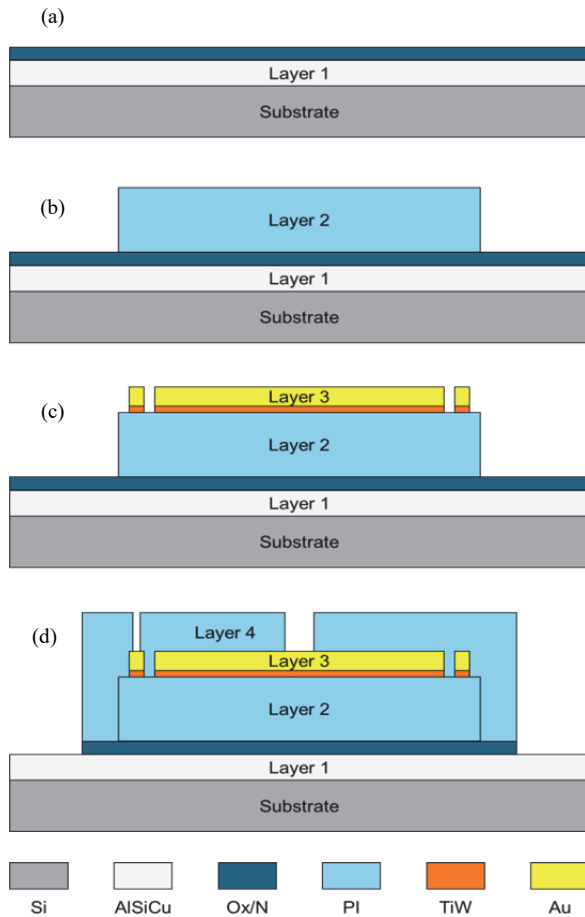 (a)
Layer 1
Substrate
(b)
Layer 2
Layer 1
Substrate
(c)
Layer 3
Layer 2
Layer 1
Substrate
(d)
Layer 4
Layer 3
Layer 2
Layer 1
Substrate
Si AlSiCu Ox/N PI TiW Au